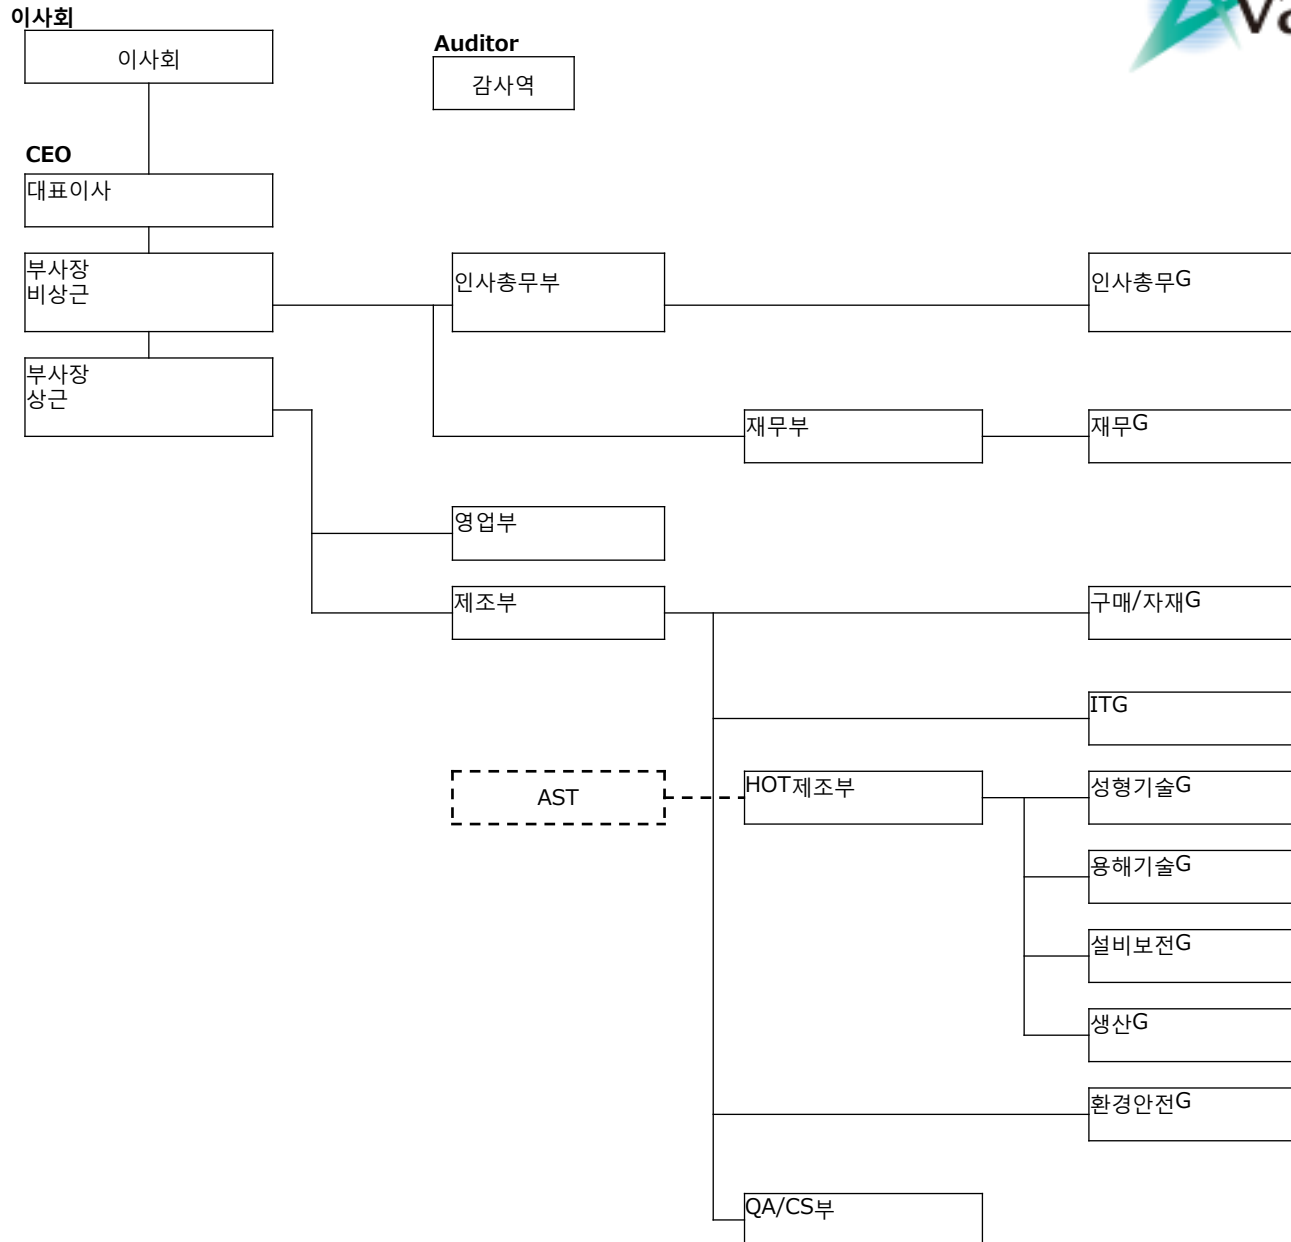 이사회
이사회
Auditor
감사역
CEO
대표이사
부사장
비상근
인사총무부
인사총무G
부사장
상근
재무부
재무G
영업부
제조부
구매/자재G
ITG
AST
HOT제조부
성형기술G
용해기술G
설비보전G
생산G
환경안전G
QA/CS부